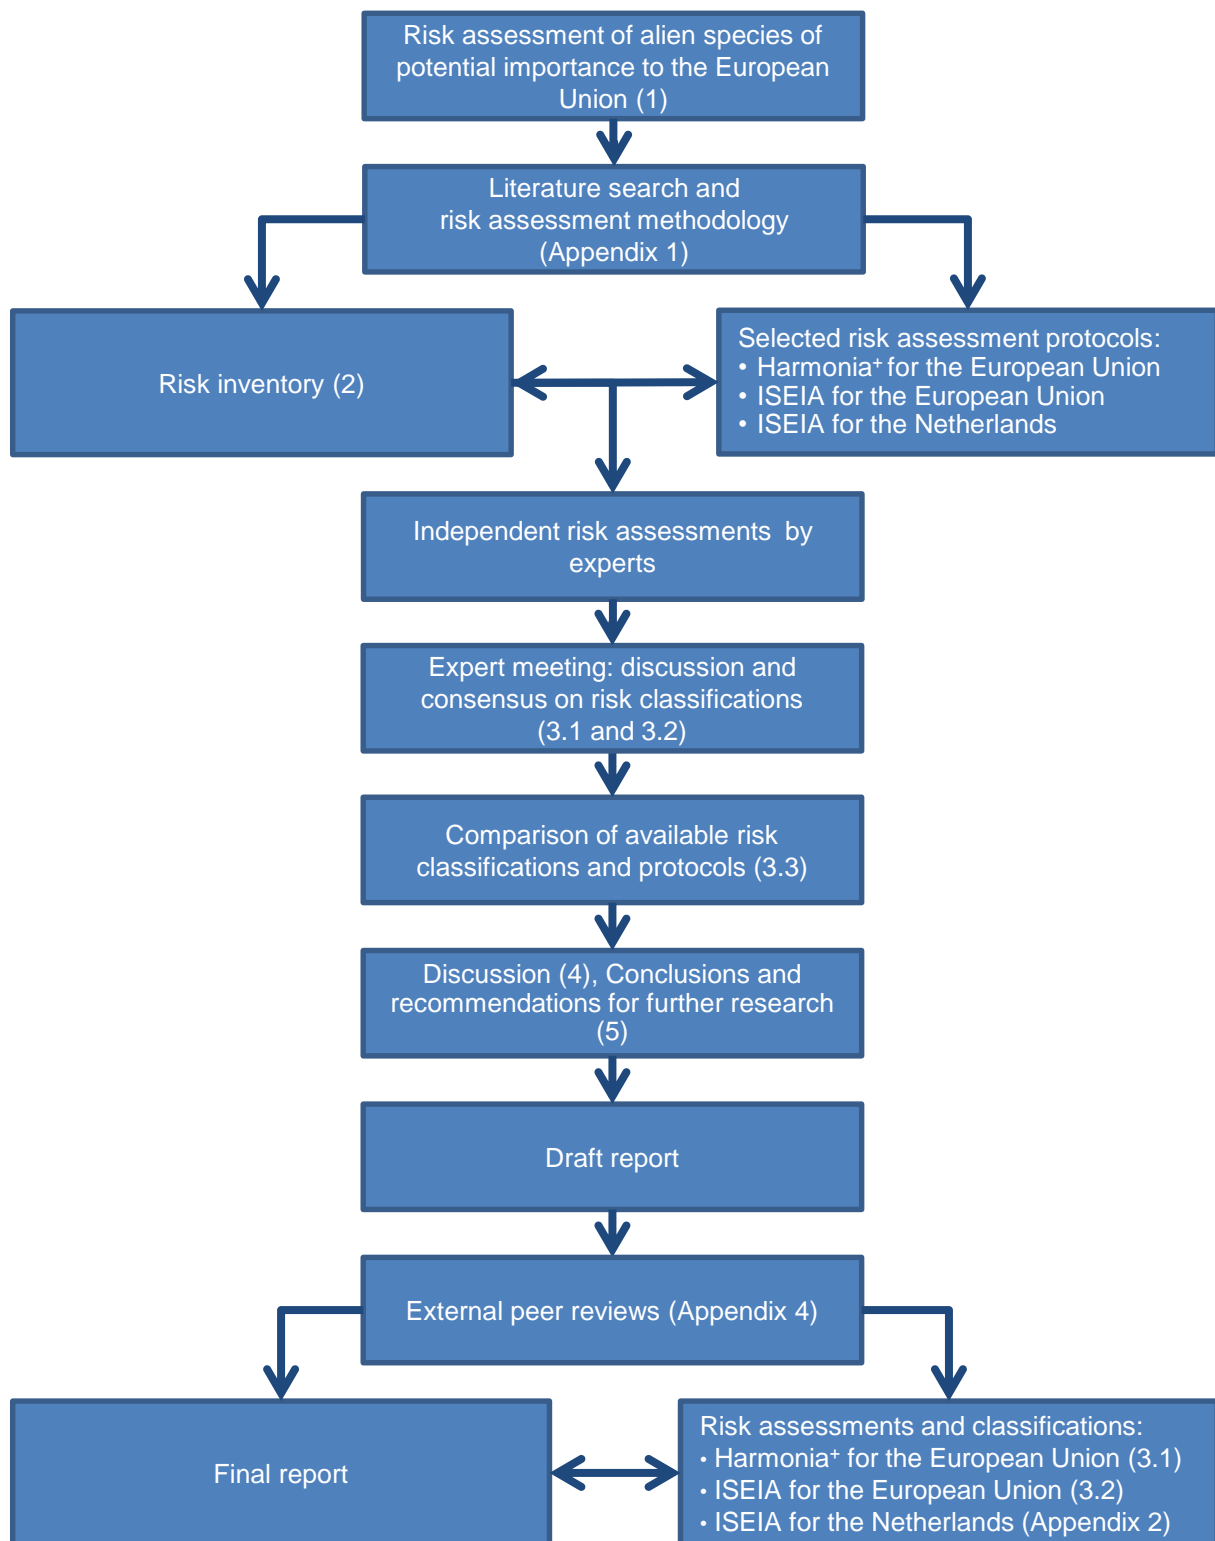 Risk assessment of alien species of
potential importance to the European
Union (1)
Literature search and
risk assessment methodology
(Appendix 1)
Risk inventory (2)
Selected risk assessment protocols:
• Harmonia⁺ for the European Union
• ISEIA for the European Union
• ISEIA for the Netherlands
Independent risk assessments by
experts
Expert meeting: discussion and
consensus on risk classifications
(3.1 and 3.2)
Comparison of available risk
classifications and protocols (3.3)
Discussion (4), Conclusions and
recommendations for further research
(5)
Draft report
External peer reviews (Appendix 4)
Final report
Risk assessments and classifications:
• Harmonia⁺ for the European Union (3.1)
• ISEIA for the European Union (3.2)
• ISEIA for the Netherlands (Appendix 2)